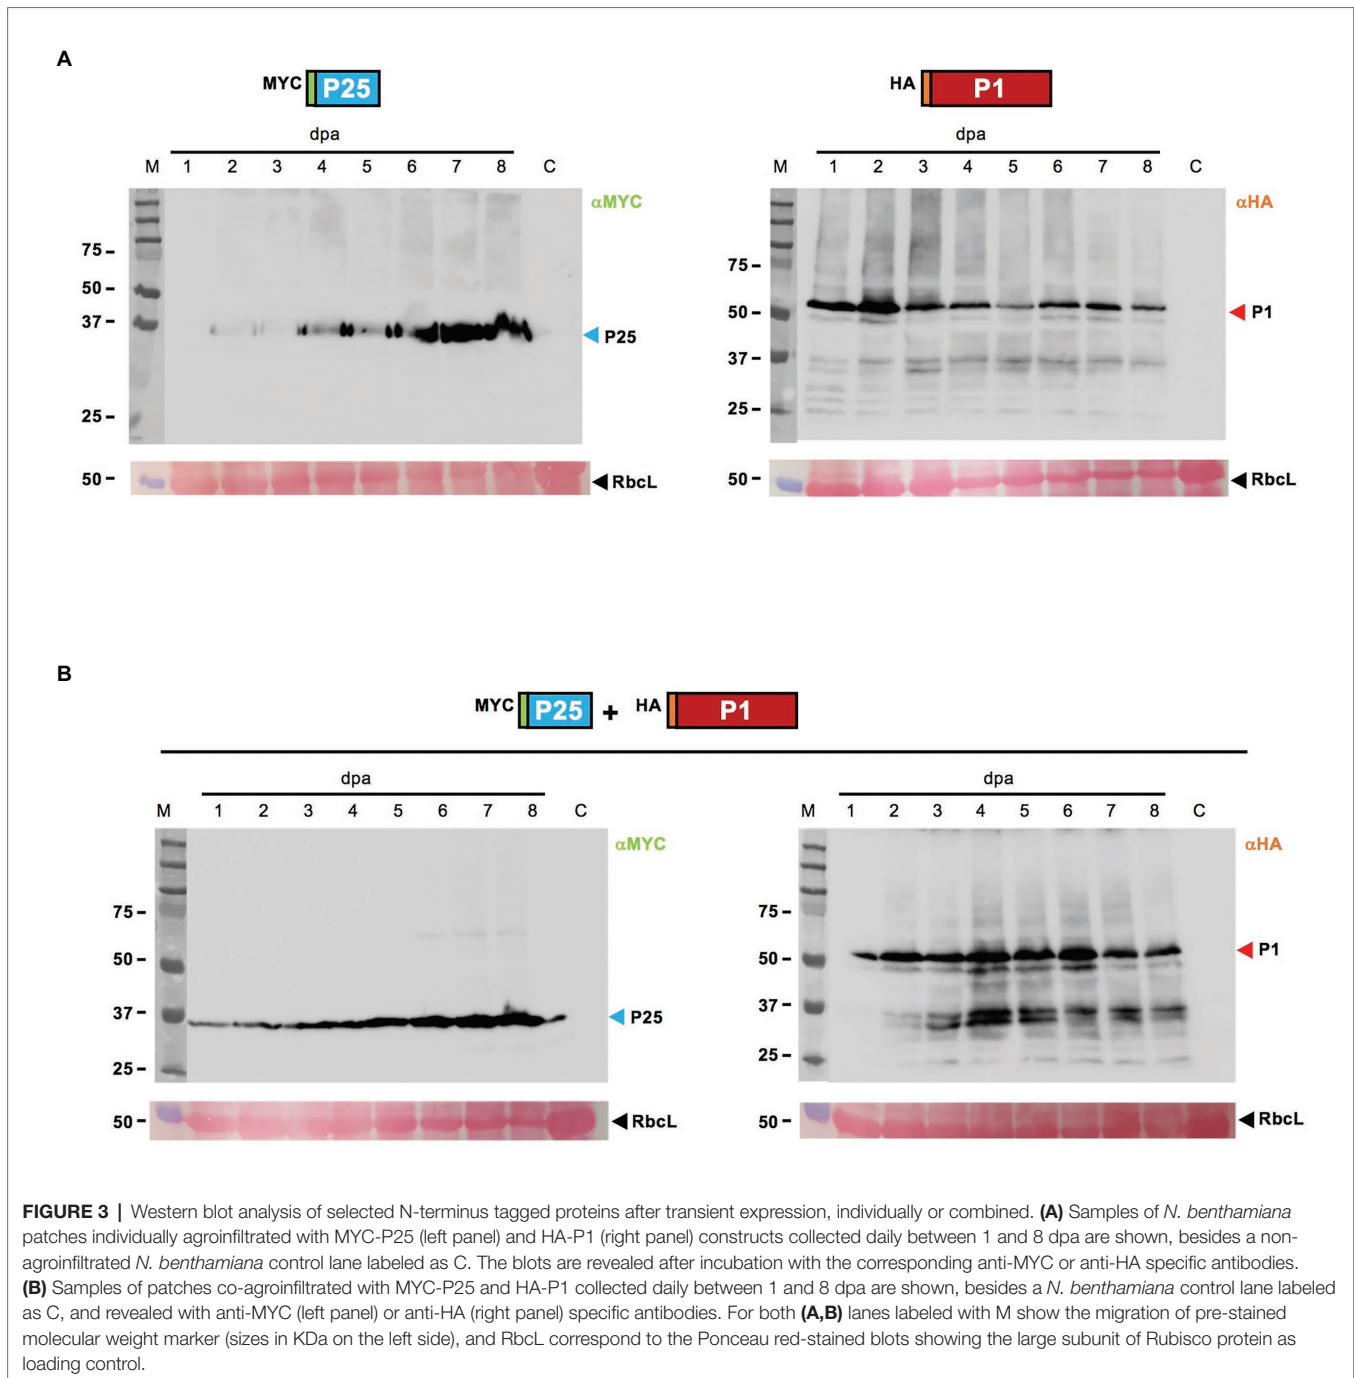 A
MYC P25
HA P1
dpa
M 1 2 3 4 5 6 7 8 C
αMYC
75
50
37
25
P25
50
RbcL
dpa
M 1 2 3 4 5 6 7 8 C
αHA
75
50
37
25
P1
50
RbcL
B
MYC P25 + HA P1
dpa
M 1 2 3 4 5 6 7 8 C
αMYC
75
50
37
25
P25
50
RbcL
dpa
M 1 2 3 4 5 6 7 8 C
αHA
75
50
37
25
P1
50
RbcL
FIGURE 3 | Western blot analysis of selected N-terminus tagged proteins after transient expression, individually or combined. (A) Samples of N. benthamiana
patches individually agroinfiltrated with MYC-P25 (left panel) and HA-P1 (right panel) constructs collected daily between 1 and 8 dpa are shown, besides a non-
agroinfiltrated N. benthamiana control lane labeled as C. The blots are revealed after incubation with the corresponding anti-MYC or anti-HA specific antibodies.
(B) Samples of patches co-agroinfiltrated with MYC-P25 and HA-P1 collected daily between 1 and 8 dpa are shown, besides a N. benthamiana control lane labeled
as C, and revealed with anti-MYC (left panel) or anti-HA (right panel) specific antibodies. For both (A,B) lanes labeled with M show the migration of pre-stained
molecular weight marker (sizes in KDa on the left side), and RbcL correspond to the Ponceau red-stained blots showing the large subunit of Rubisco protein as
loading control.